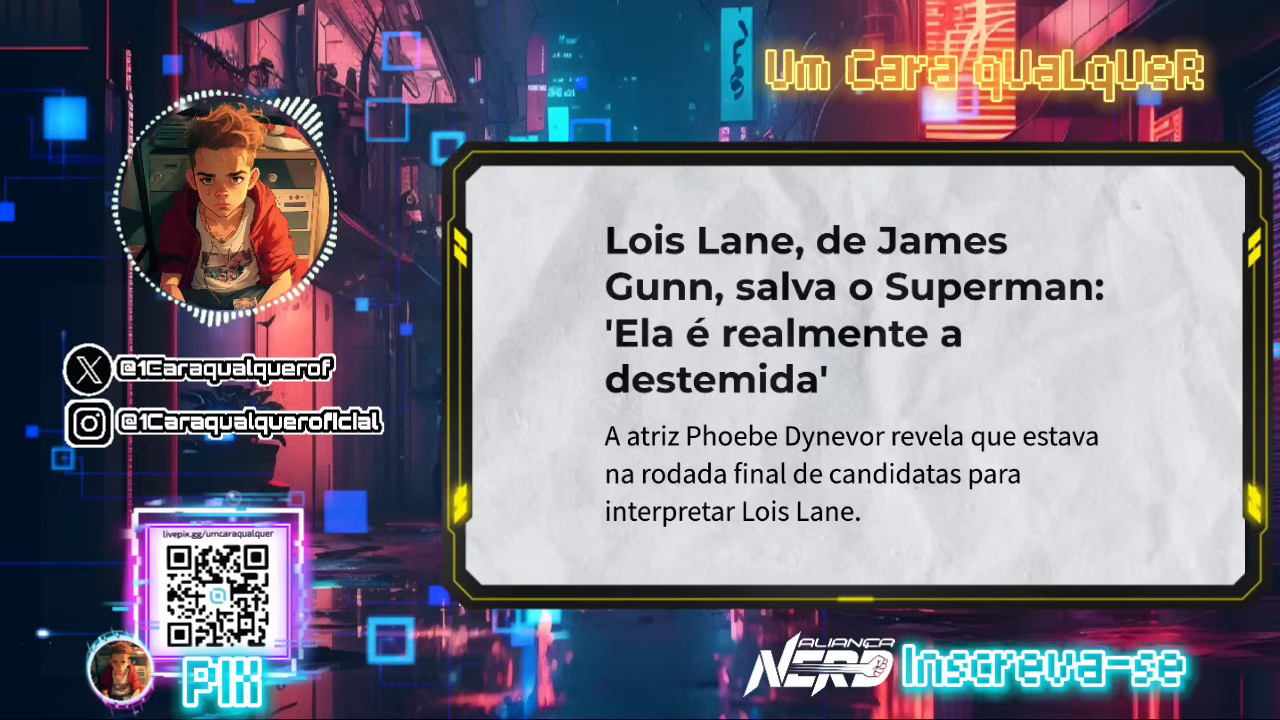 Um Cara qUaLqUeR
Lois Lane, de James
Gunn, salva o Superman:
'Ela é realmente a
destemida'
A atriz Phoebe Dynevor revela que estava
na rodada final de candidatas para
interpretar Lois Lane.
@1Caraqualquerof
@1Caraqualqueroficial
livepix.gg/umcaraqualquer
PIX
ALIANÇA
NERD
Inscreva-se